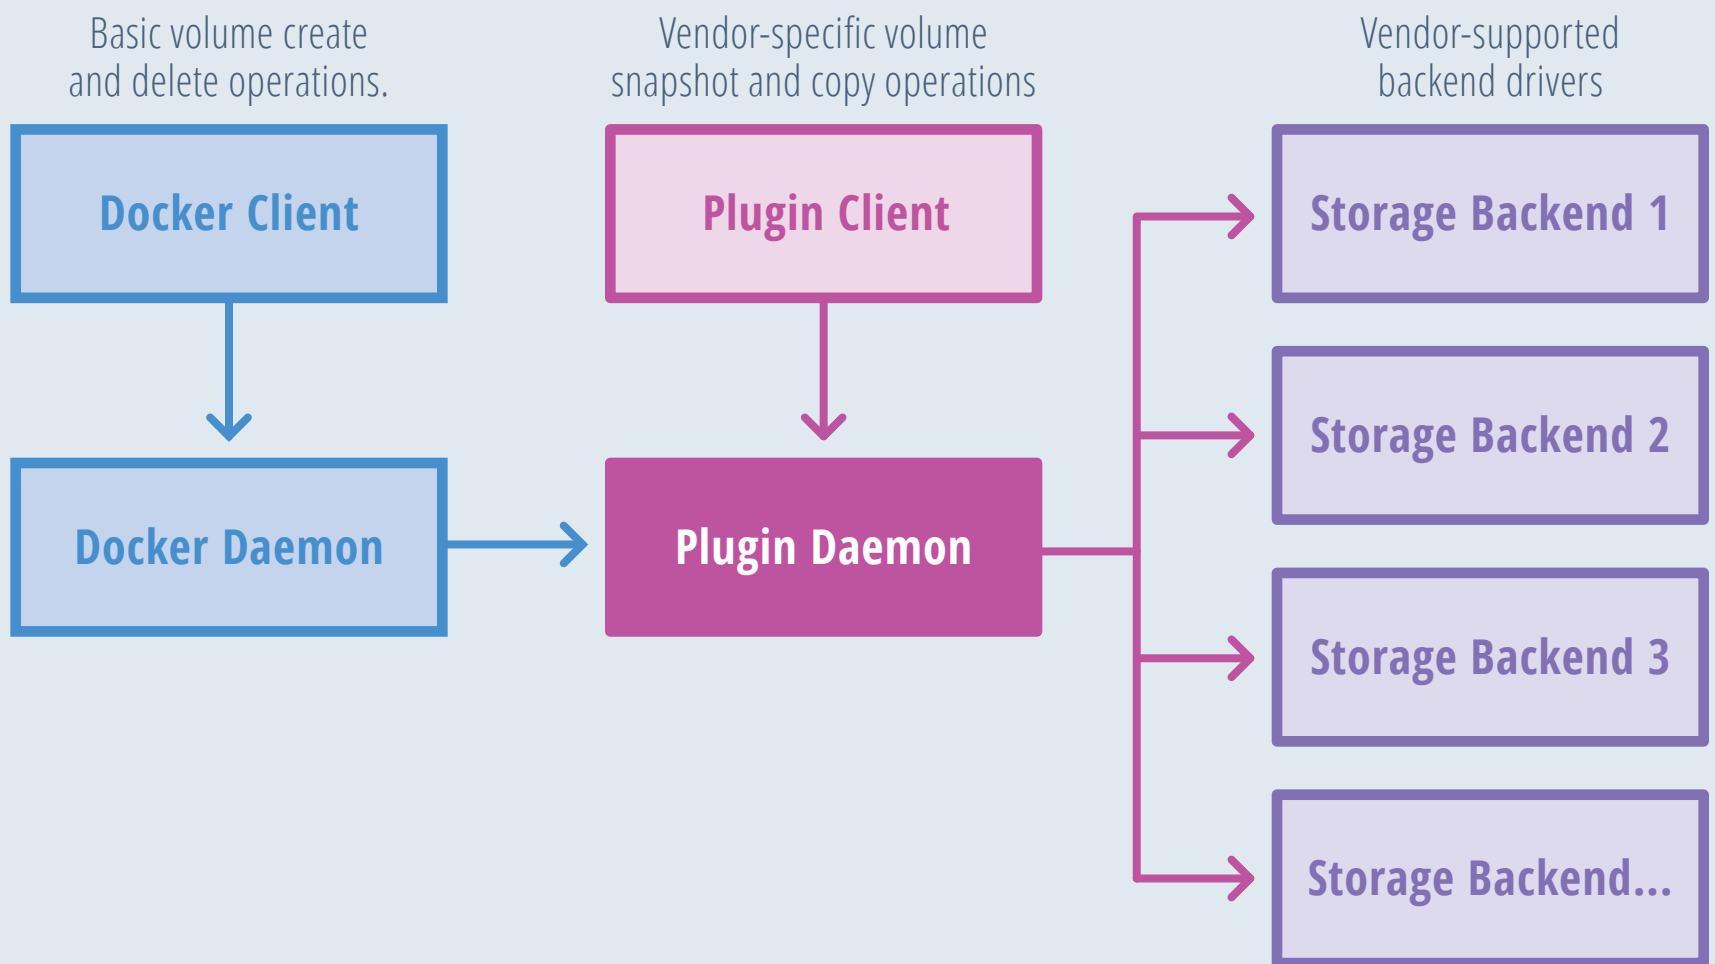 Basic volume create
and delete operations.
Vendor-specific volume
snapshot and copy operations
Vendor-supported
backend drivers
Docker Client
Plugin Client
Storage Backend 1
Storage Backend 2
Docker Daemon
Plugin Daemon
Storage Backend 3
Storage Backend...